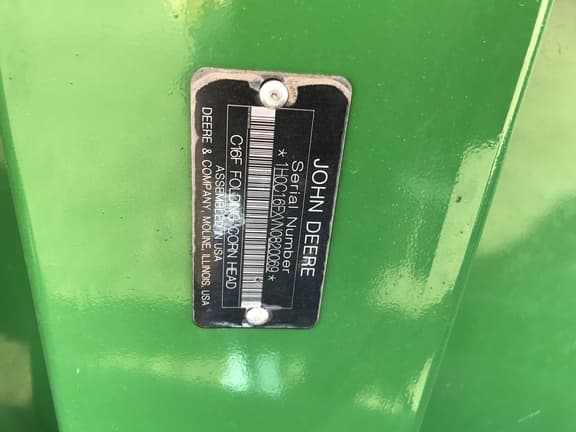 JOHN DEERE
Serial Number
*1H0C16FXVN0820069*
C16F FOLDING CORN HEAD
ASSEMBLED IN USA
DEERE & COMPANY, MOLINE, ILLINOIS, USA